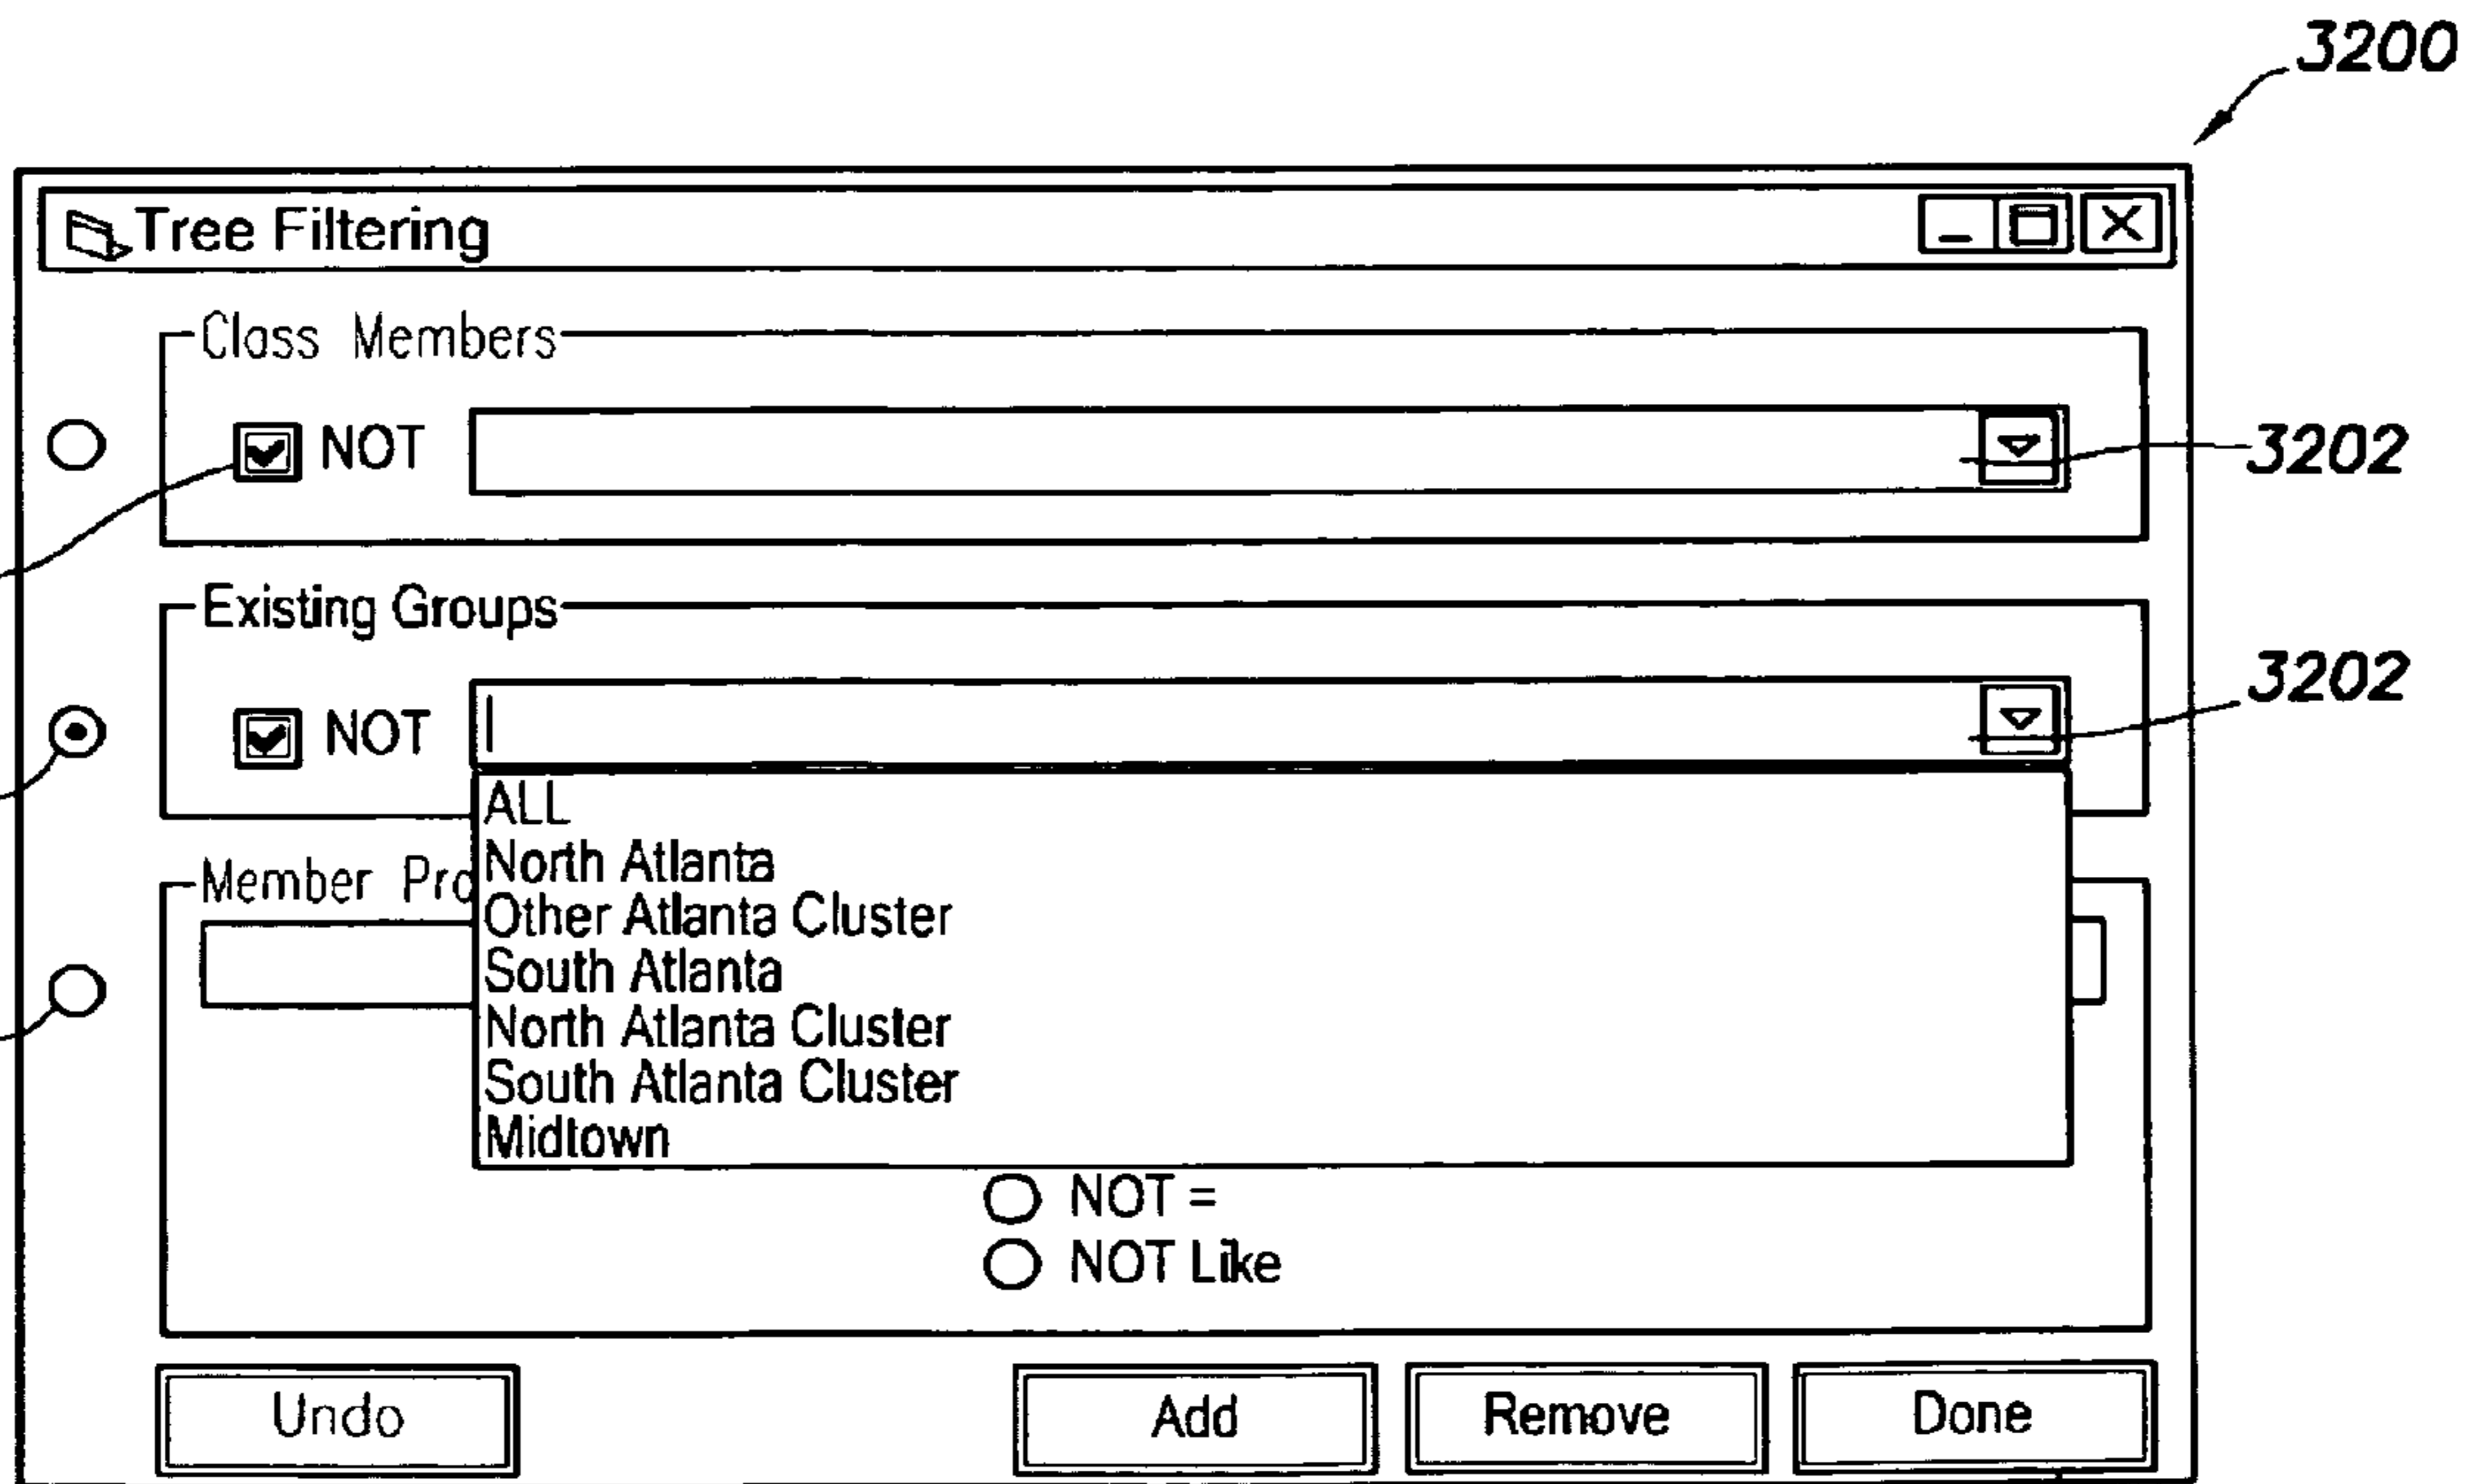 3200
Tree Filtering
Class Members
NOT
3202
Existing Groups
NOT
3202
ALL
North Atlanta
Member Pro
Other Atlanta Cluster
South Atlanta
North Atlanta Cluster
South Atlanta Cluster
Midtown
NOT =
NOT Like
Undo Add Remove Done